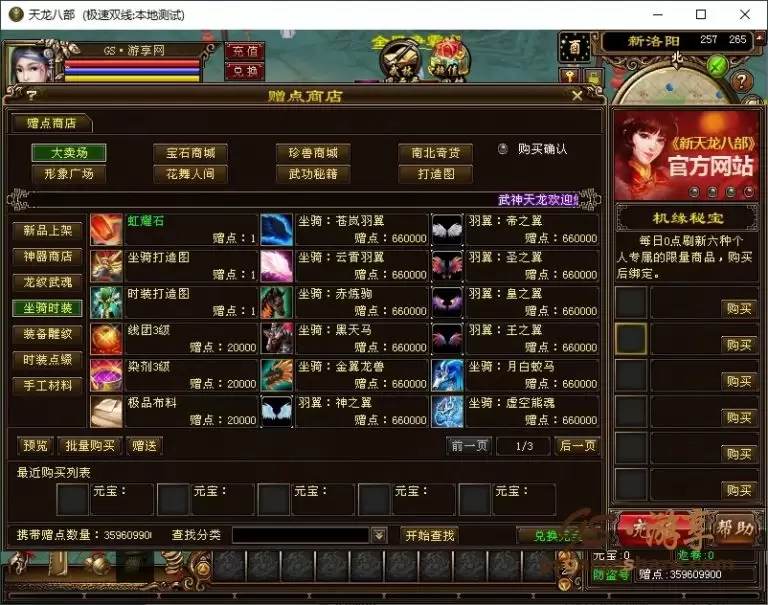 天龙八部 (极速双线:本地测试)
GS·游享网
充值
兑换
新洛阳 257 265
北
赠点商店
赠点商店
大卖场 宝石商城 珍兽商城 南北奇货 购买确认
形象广场 花舞人间 武功秘籍 打造图
武神天龙欢迎
新品上架
神器商店
龙纹武魂
坐骑时装
装备雕纹
时装点缀
手工材料
虹耀石 赠点：1
坐骑：苍岚羽翼 赠点：660000
羽翼：帝之翼 赠点：660000
坐骑打造图 赠点：1
坐骑：云霄羽翼 赠点：660000
羽翼：圣之翼 赠点：660000
时装打造图 赠点：1
坐骑：赤炼驹 赠点：660000
羽翼：皇之翼 赠点：660000
线团3级 赠点：20000
坐骑：黑天马 赠点：660000
羽翼：王之翼 赠点：660000
染剂3级 赠点：20000
坐骑：金翼龙兽 赠点：660000
坐骑：月白蛟马 赠点：660000
极品布料 赠点：20000
羽翼：神之翼 赠点：660000
坐骑：虚空熊魂 赠点：660000
预览 批量购买 赠送 前一页 1/3 后一页
最近购买列表
元宝： 元宝： 元宝： 元宝： 元宝：
携带赠点数量：359609900 查找分类 开始查找 兑换元宝
《新天龙八部》
官方网站
机缘秘宝
每日0点刷新六种个
人专属的限量商品，购买
后绑定。
购买
购买
购买
购买
购买
购买
充 帮助
游享
元宝:0
防盗号 赠点:359609900